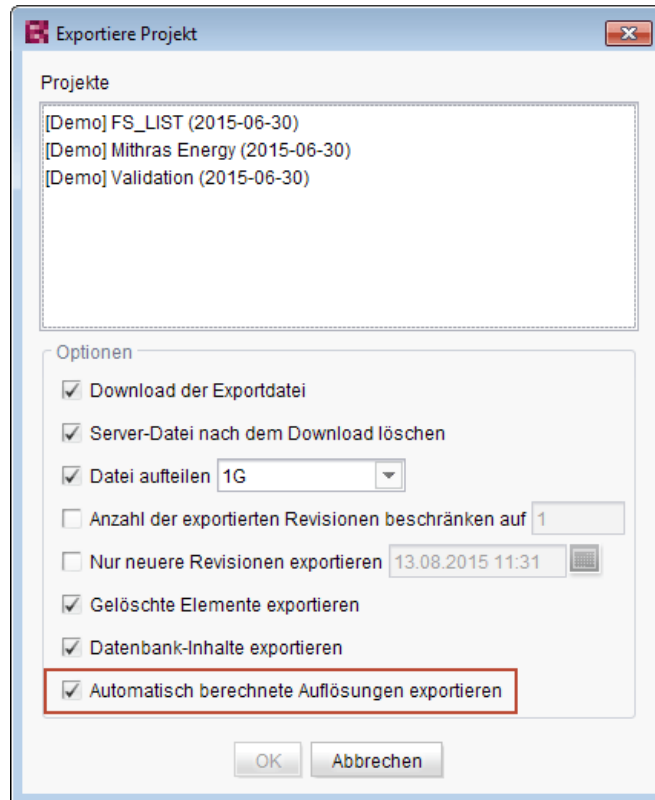 Exportiere Projekt
Projekte
[Demo] FS_LIST (2015-06-30)
[Demo] Mithras Energy (2015-06-30)
[Demo] Validation (2015-06-30)
Optionen
Download der Exportdatei
Server-Datei nach dem Download löschen
Datei aufteilen 1G
Anzahl der exportierten Revisionen beschränken auf 1
Nur neuere Revisionen exportieren 13.08.2015 11:31
Gelöschte Elemente exportieren
Datenbank-Inhalte exportieren
Automatisch berechnete Auflösungen exportieren
OK Abbrechen